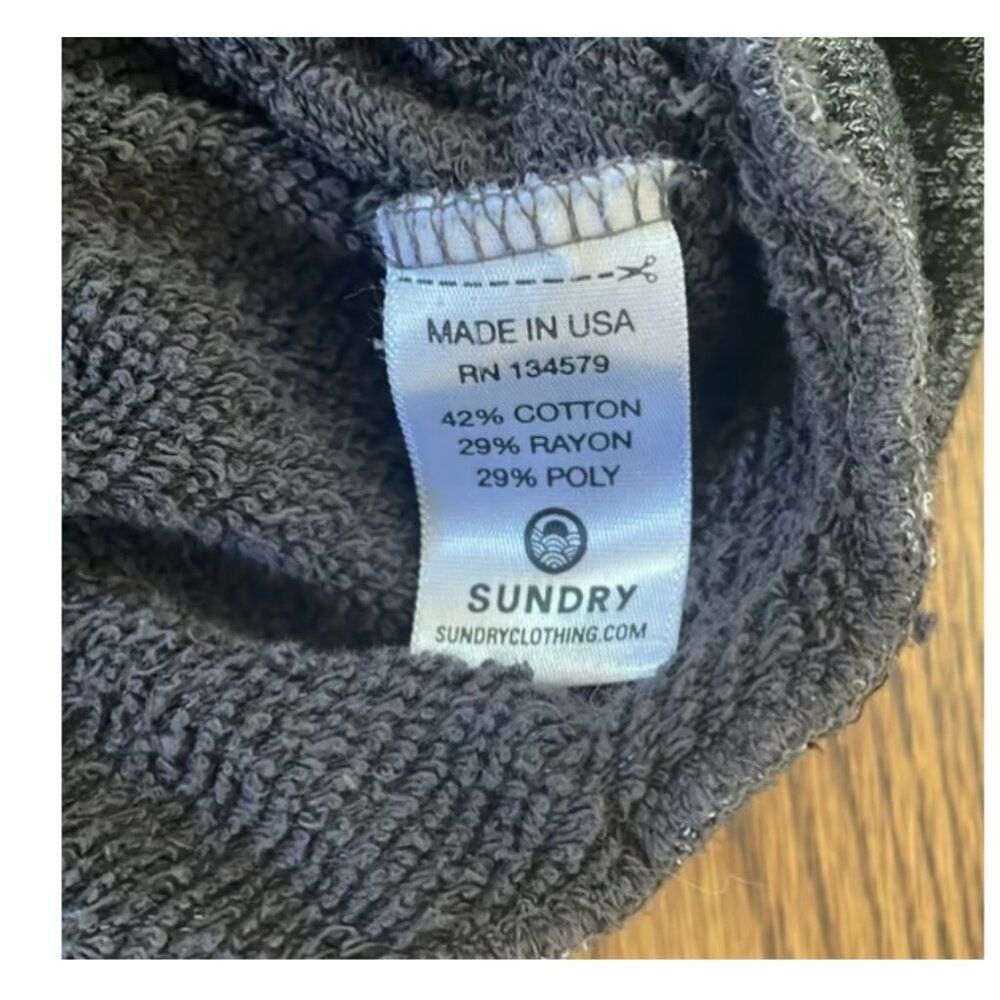 MADE IN USA
RN 134579
42% COTTON
29% RAYON
29% POLY
SUNDRY
SUNDRYCLOTHING.COM